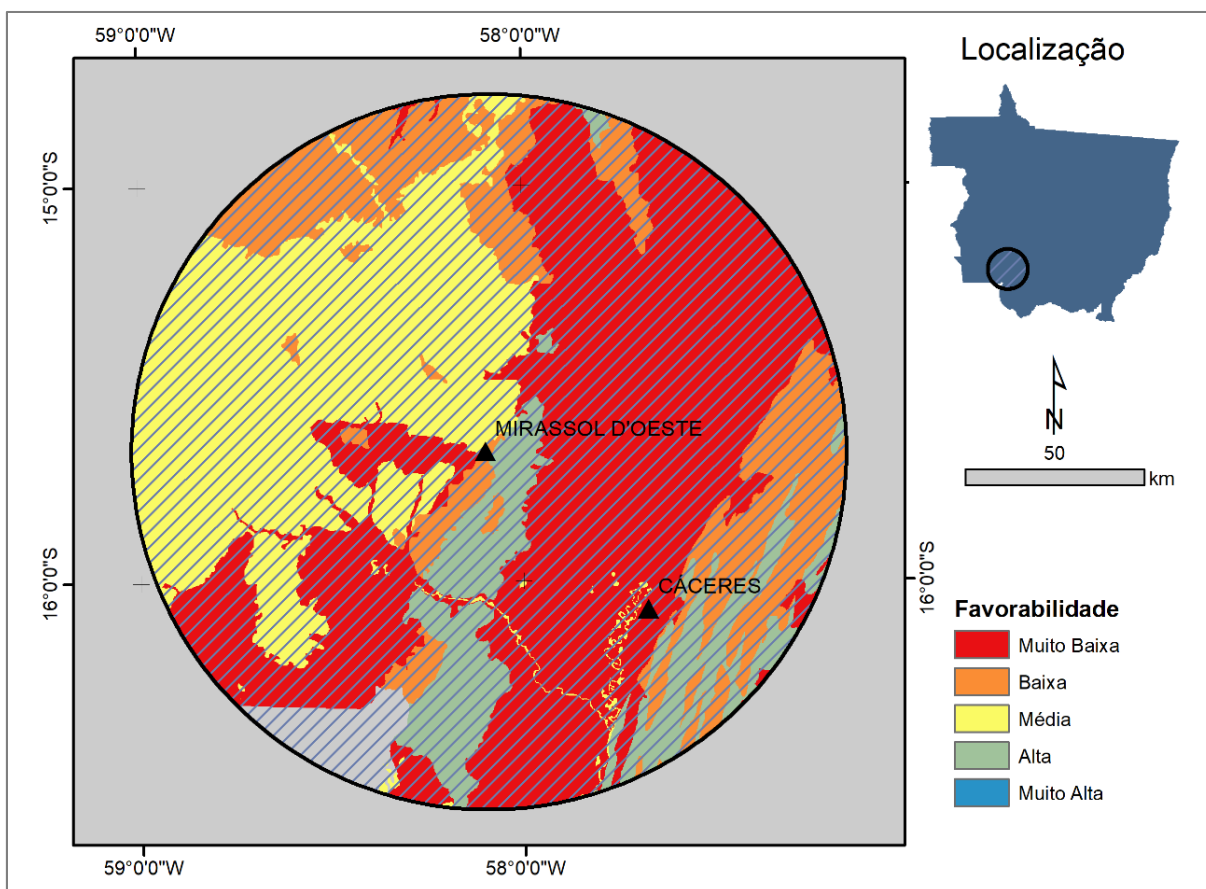 59°0'0"W
58°0'0"W
Localização
15°0'0"S
MIRASSOL D'OESTE
N
50
km
16°0'0"S
16°0'0"S
CÁCERES
Favorabilidade
Muito Baixa
Baixa
Média
Alta
Muito Alta
59°0'0"W
58°0'0"W